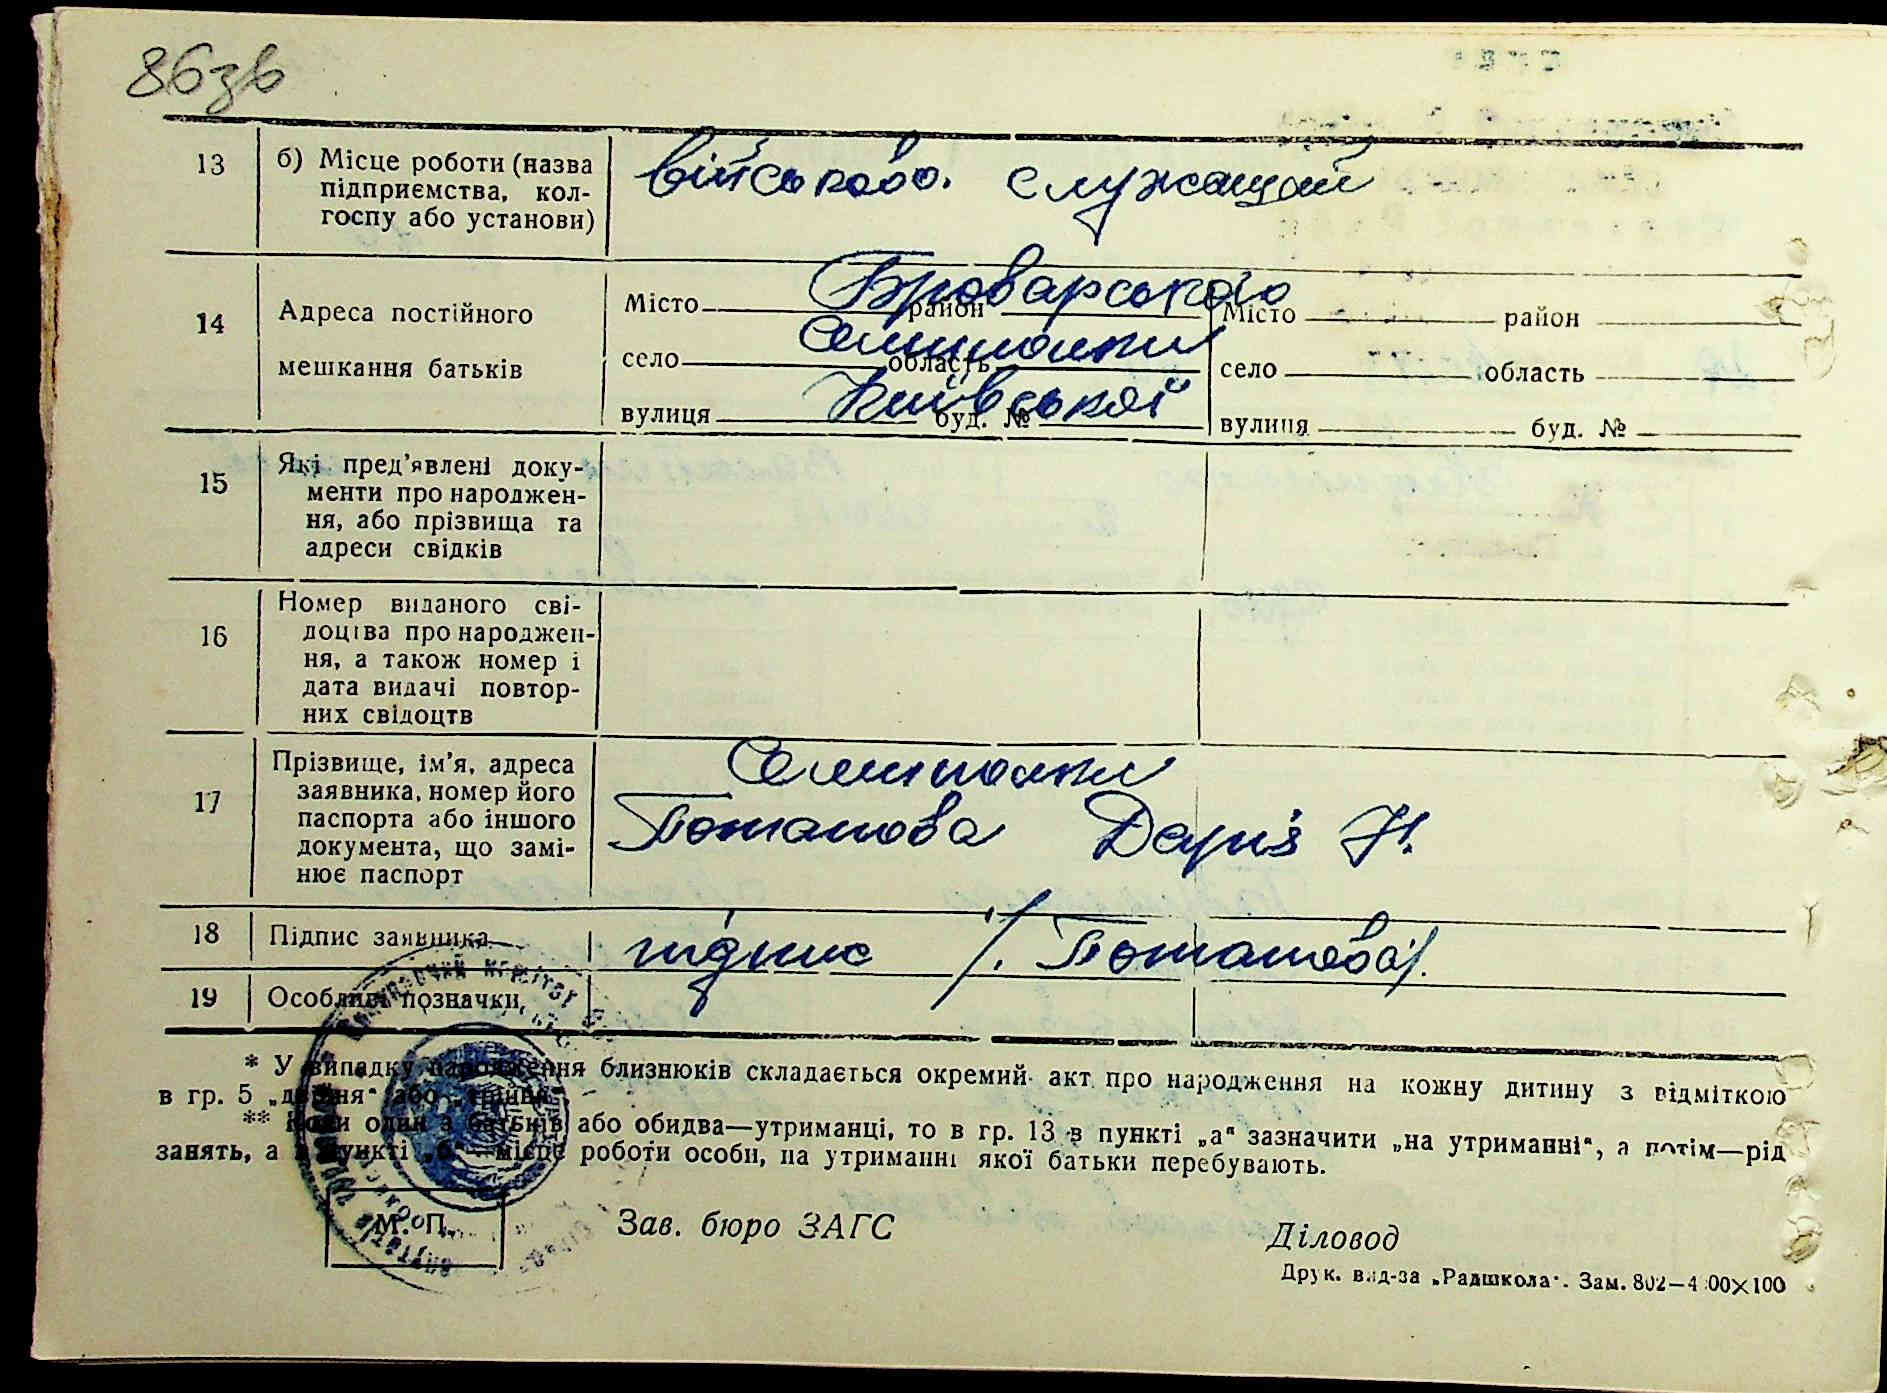 86зв
13 б) Місце роботи (назва
підприємства, кол-
госпу або установи)
військово. служащий
14 Адреса постійного
мешкання батьків
Місто район Броварського
село область Семиполки
вулиця буд. № Київської
Місто район
село область
вулиця буд. №
15 Які пред'явлені доку-
менти про народжен-
ня, або прізвища та
адреси свідків
16 Номер виданого сві-
доцтва про народжен-
ня, а також номер і
дата видачі повтор-
них свідоцтв
17 Прізвище, ім'я, адреса
заявника, номер його
паспорта або іншого
документа, що замі-
нює паспорт
Семиполки
Потапова Дарія
18 Підпис заявника
підпис /. Потапова/.
19 Особливі позначки
* У випадку народження близнюків складається окремий акт про народження на кожну дитину з відміткою
в гр. 5 „двійня“ або „трійня“.
** Коли один з батьків або обидва—утриманці, то в гр. 13 в пункті „а“ зазначити „на утриманні“, а потім—рід
занять, а в пункті „б“—місце роботи особи, на утриманні якої батьки перебувають.
М. П.
Зав. бюро ЗАГС
Діловод
Друк. вид-ва „Радшкола“. Зам. 802—